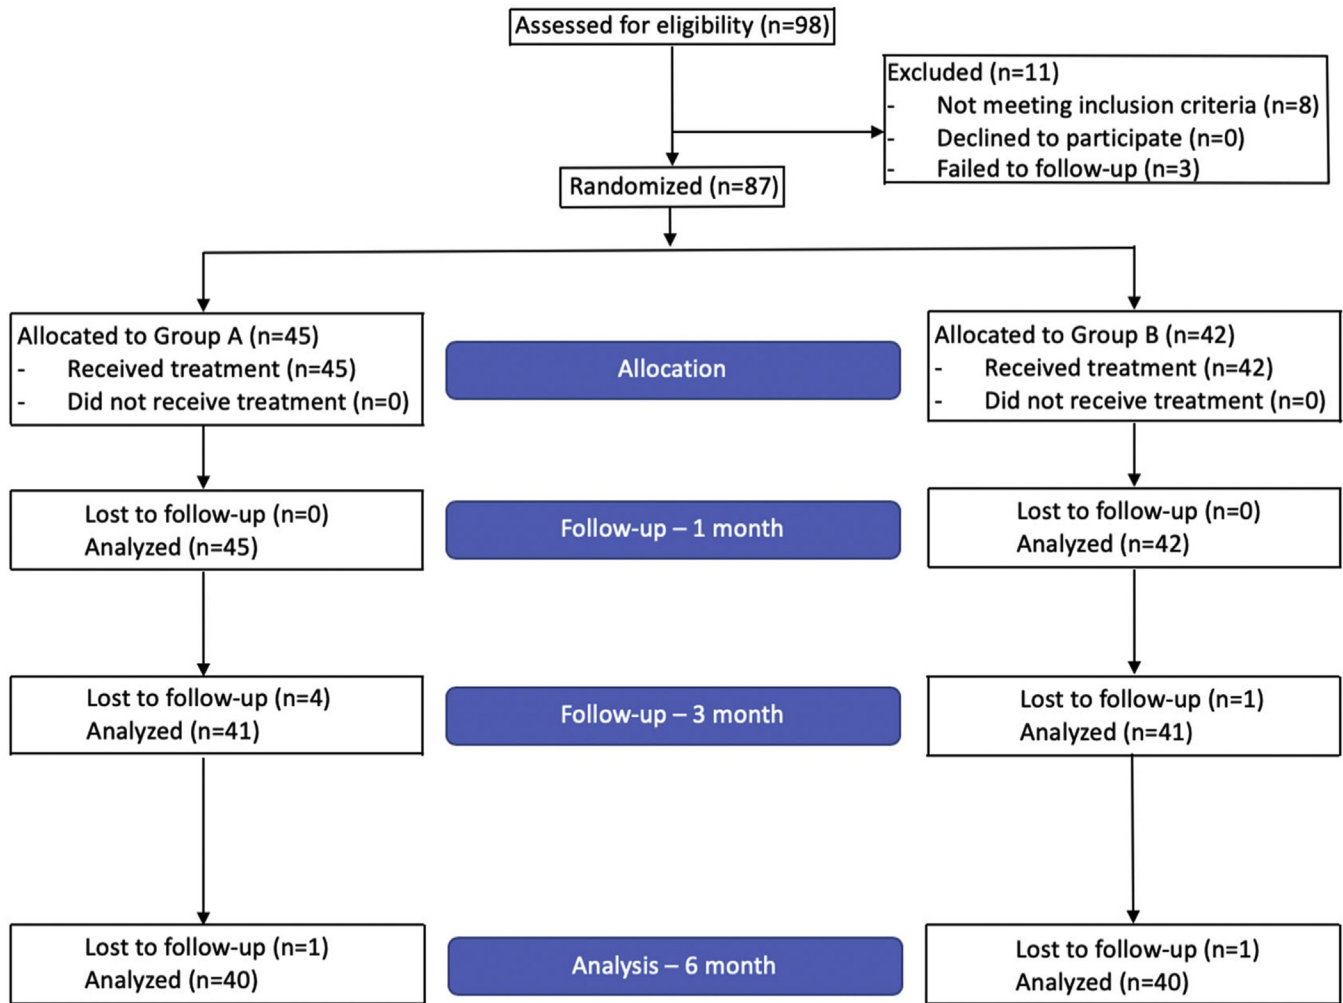 Assessed for eligibility (n=98)
Excluded (n=11)
- Not meeting inclusion criteria (n=8)
- Declined to participate (n=0)
- Failed to follow-up (n=3)
Randomized (n=87)
Allocated to Group A (n=45)
- Received treatment (n=45)
- Did not receive treatment (n=0)
Allocation
Allocated to Group B (n=42)
- Received treatment (n=42)
- Did not receive treatment (n=0)
Lost to follow-up (n=0)
Analyzed (n=45)
Follow-up – 1 month
Lost to follow-up (n=0)
Analyzed (n=42)
Lost to follow-up (n=4)
Analyzed (n=41)
Follow-up – 3 month
Lost to follow-up (n=1)
Analyzed (n=41)
Lost to follow-up (n=1)
Analyzed (n=40)
Analysis – 6 month
Lost to follow-up (n=1)
Analyzed (n=40)